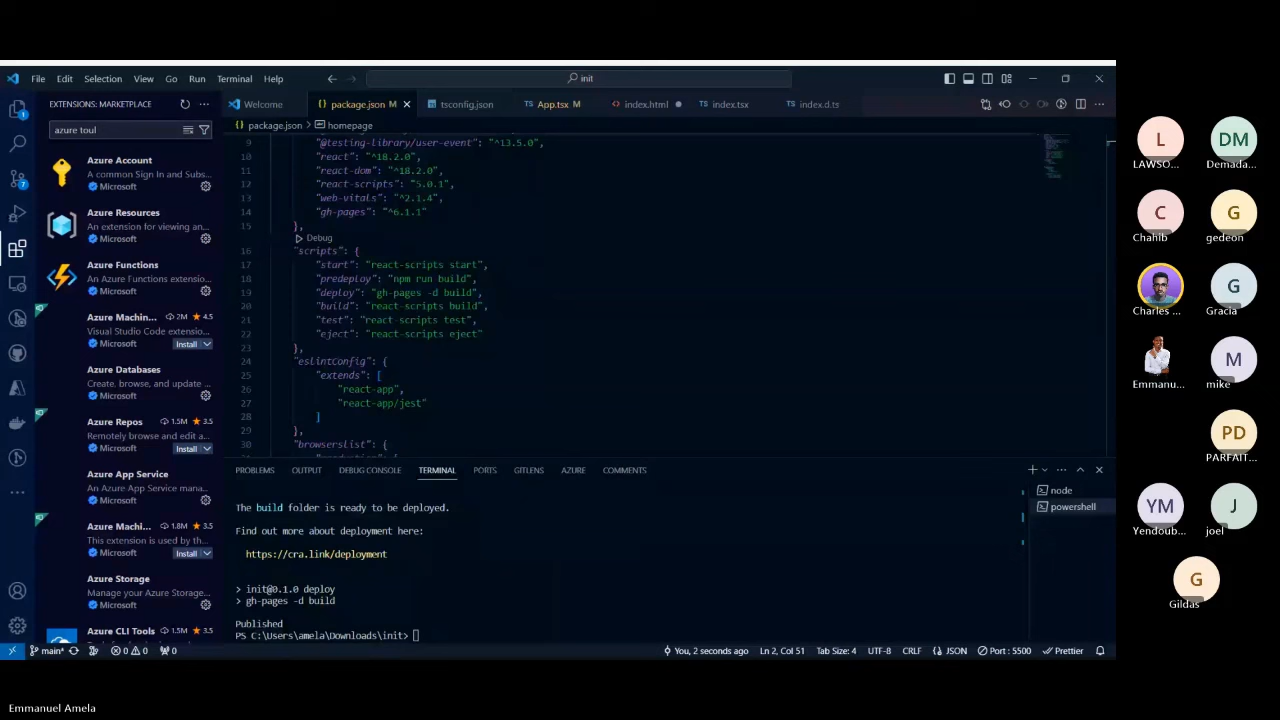 File Edit Selection View Go Run Terminal Help
init
EXTENSIONS: MARKETPLACE
azure toul
Azure Account
A common Sign In and Subs...
Microsoft
Azure Resources
An extension for viewing an...
Microsoft
Azure Functions
An Azure Functions extensio...
Microsoft
Azure Machin... 2M 4.5
Visual Studio Code extensio...
Microsoft Install
Azure Databases
Create, browse, and update ...
Microsoft
Azure Repos 1.5M 3.5
Remotely browse and edit a...
Microsoft Install
Azure App Service
An Azure App Service mana...
Microsoft
Azure Machi... 1.8M 3.5
This extension is used by th...
Microsoft Install
Azure Storage
Manage your Azure Storage...
Microsoft
Azure CLI Tools 1.5M 3.5
Welcome package.json M tsconfig.json App.tsx M index.html index.tsx index.d.ts
package.json > homepage
9 "@testing-library/user-event": "^13.5.0",
10 "react": "^18.2.0",
11 "react-dom": "^18.2.0",
12 "react-scripts": "5.0.1",
13 "web-vitals": "^2.1.4",
14 "gh-pages": "^6.1.1"
15 },
Debug
16 "scripts": {
17 "start": "react-scripts start",
18 "predeploy": "npm run build",
19 "deploy": "gh-pages -d build",
20 "build": "react-scripts build",
21 "test": "react-scripts test",
22 "eject": "react-scripts eject"
23 },
24 "eslintConfig": {
25 "extends": [
26 "react-app",
27 "react-app/jest"
28 ]
29 },
30 "browserslist": {
PROBLEMS OUTPUT DEBUG CONSOLE TERMINAL PORTS GITLENS AZURE COMMENTS
The build folder is ready to be deployed.
Find out more about deployment here:
https://cra.link/deployment
> init@0.1.0 deploy
> gh-pages -d build
Published
PS C:\Users\amela\Downloads\init>
node
powershell
main* 0 0 0 You, 2 seconds ago Ln 2, Col 51 Tab Size: 4 UTF-8 CRLF {} JSON Port : 5500 Prettier
L DM
LAWSO... Demada...
C G
Chahib gedeon
G
Charles ... Gracia
M
Emmanu... mike
PD
PARFAIT...
YM J
Yendoub... joel
G
Gildas
Emmanuel Amela